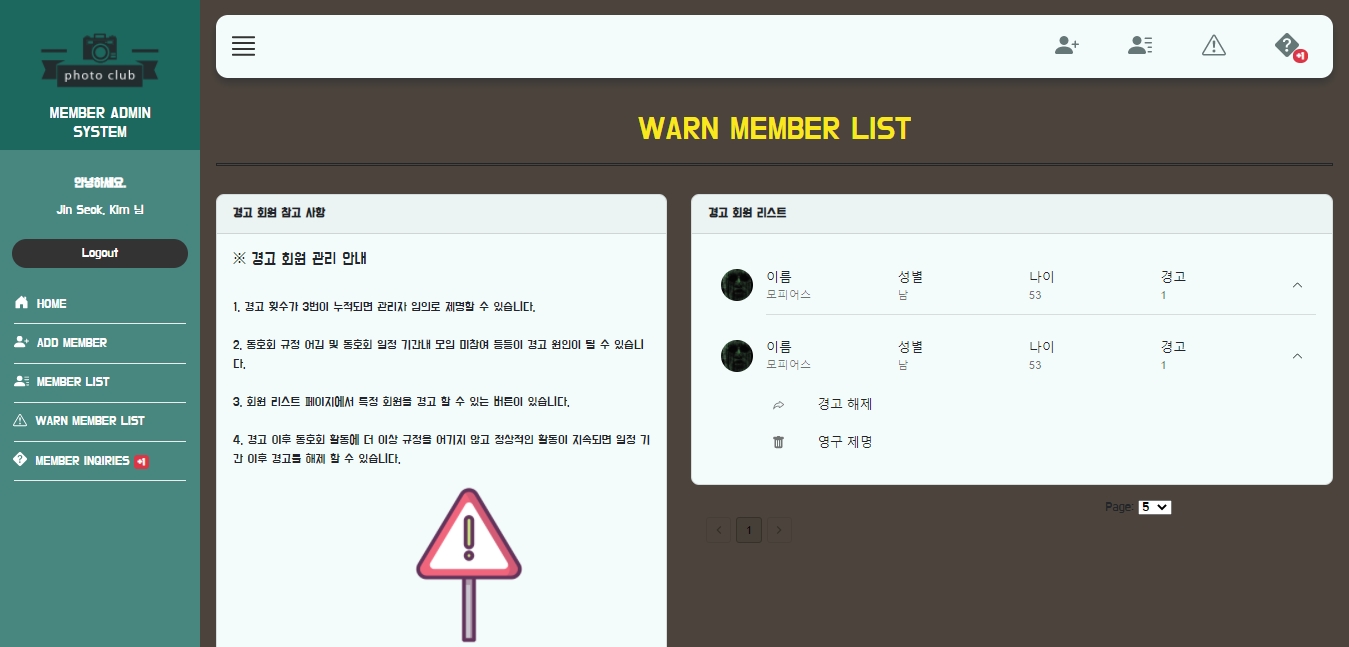 photo club
MEMBER ADMIN
SYSTEM
안녕하세요.
Jin Seok, Kim 님
Logout
HOME
ADD MEMBER
MEMBER LIST
WARN MEMBER LIST
MEMBER INQIRIES +1
+1
WARN MEMBER LIST
경고 회원 참고 사항
※ 경고 회원 관리 안내
1. 경고 횟수가 3번이 누적되면 관리자 임의로 제명할 수 있습니다.
2. 동호회 규정 어김 및 동호회 일정 기간내 모임 미참여 등등이 경고 원인이 될 수 있습니
다.
3. 회원 리스트 페이지에서 특정 회원을 경고 할 수 있는 버튼이 있습니다.
4. 경고 이후 동호회 활동에 더 이상 규정을 어기지 않고 정상적인 활동이 지속되면 일정 기
간 이후 경고를 해제 할 수 있습니다.
경고 회원 리스트
이름 성별 나이 경고
모피어스 남 53 1
이름 성별 나이 경고
모피어스 남 53 1
경고 해제
영구 제명
Page: 5
1